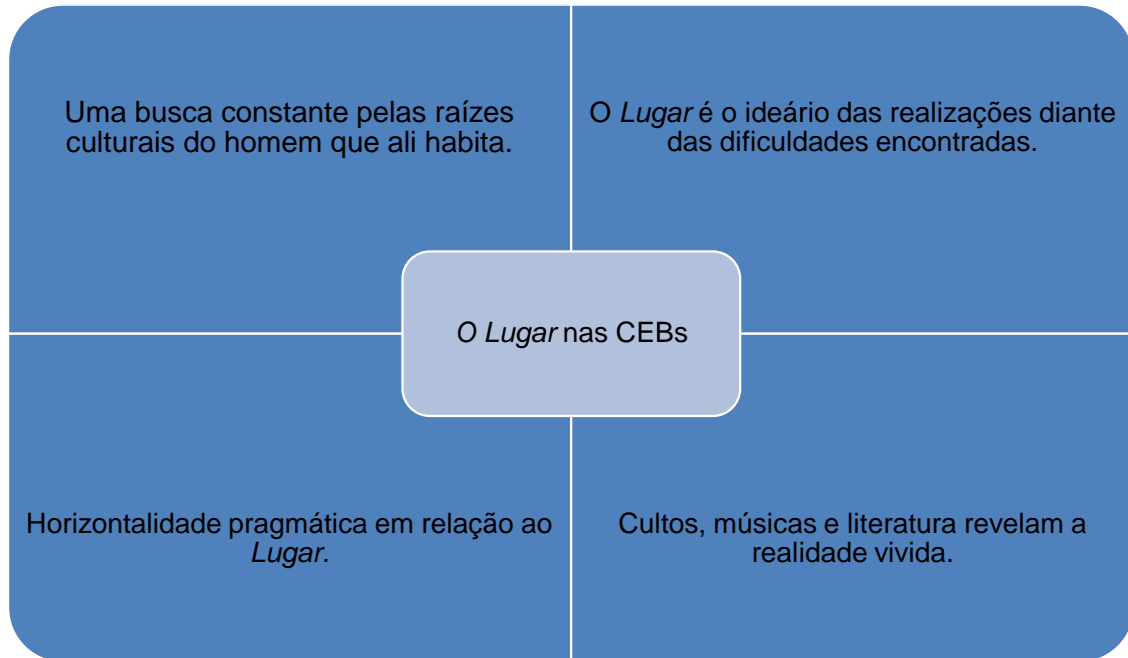 Uma busca constante pelas raízes
culturais do homem que ali habita.
O Lugar é o ideário das realizações diante
das dificuldades encontradas.
O Lugar nas CEBs
Horizontalidade pragmática em relação ao
Lugar.
Cultos, músicas e literatura revelam a
realidade vivida.